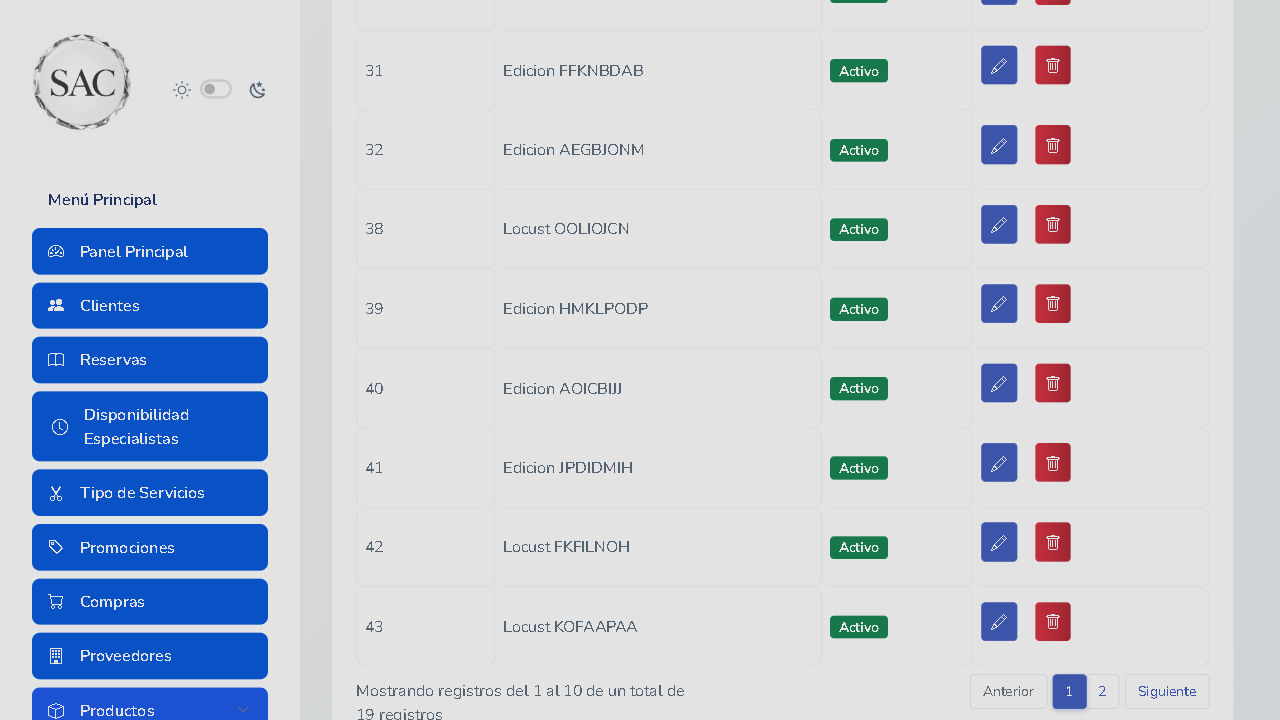 SAC
Menú Principal
Panel Principal
Clientes
Reservas
Disponibilidad
Especialistas
Tipo de Servicios
Promociones
Compras
Proveedores
Productos
31 Edicion FFKNBDAB Activo
32 Edicion AEGBJONM Activo
38 Locust OOLIOJCN Activo
39 Edicion HMKLPODP Activo
40 Edicion AOICBIJJ Activo
41 Edicion JPDIDMIH Activo
42 Locust FKFILNOH Activo
43 Locust KOFAAPAA Activo
Mostrando registros del 1 al 10 de un total de
19 registros
Anterior 1 2 Siguiente